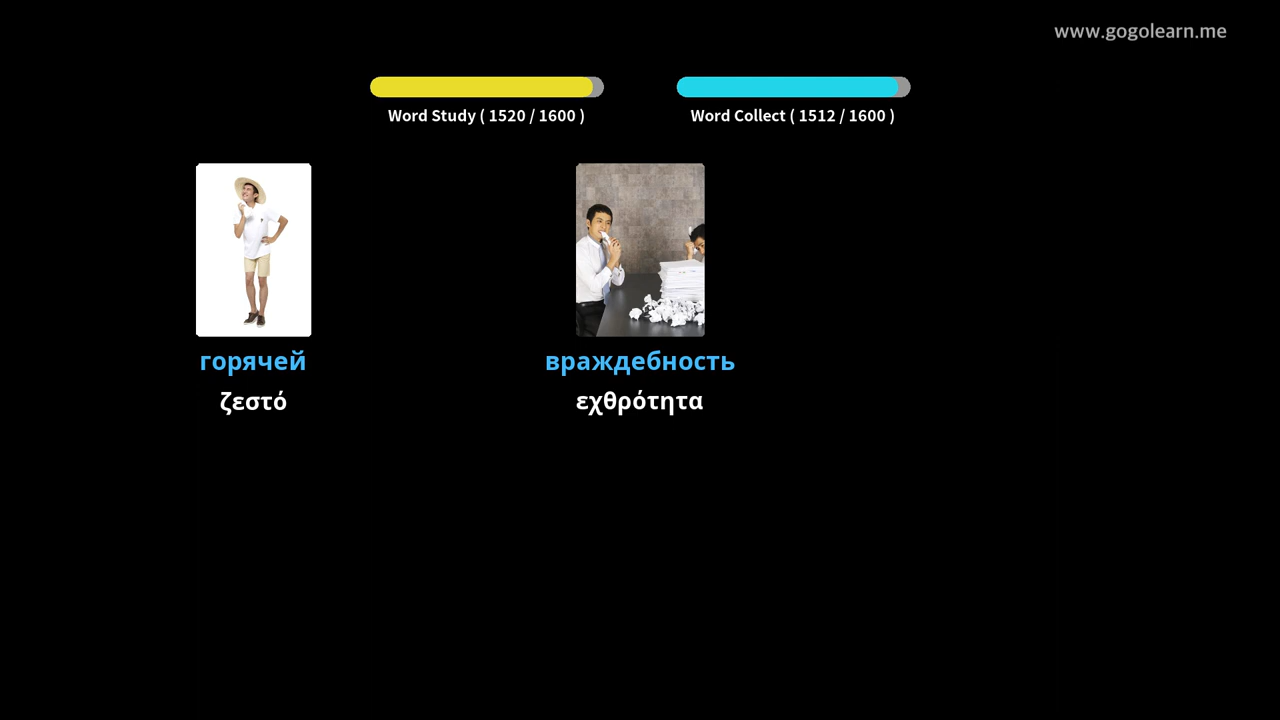 www.gogolearn.me
Word Study ( 1520 / 1600 )
Word Collect ( 1512 / 1600 )
горячей
враждебность
ζεστό
εχθρότητα